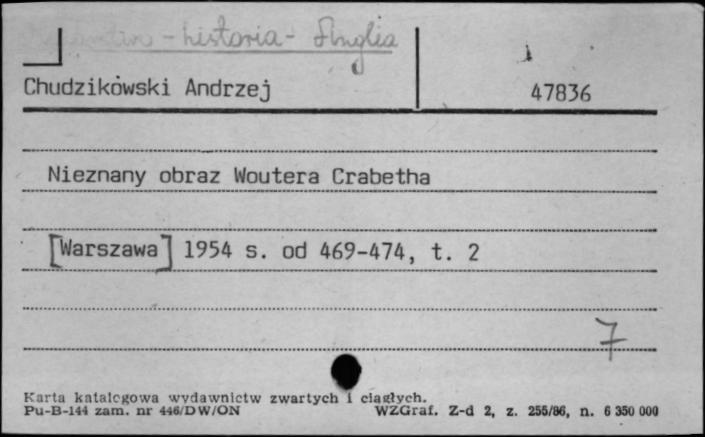 - historia - Anglia
Chudzikowski Andrzej
47836
Nieznany obraz Woutera Crabetha
[Warszawa] 1954 s. od 469-474, t. 2
7
Karta katalogowa wydawnictw zwartych i ciągłych.
Pu-B-144 zam. nr 446/DW/ON
WZGraf. Z-d 2, z. 255/86, n. 6 350 000